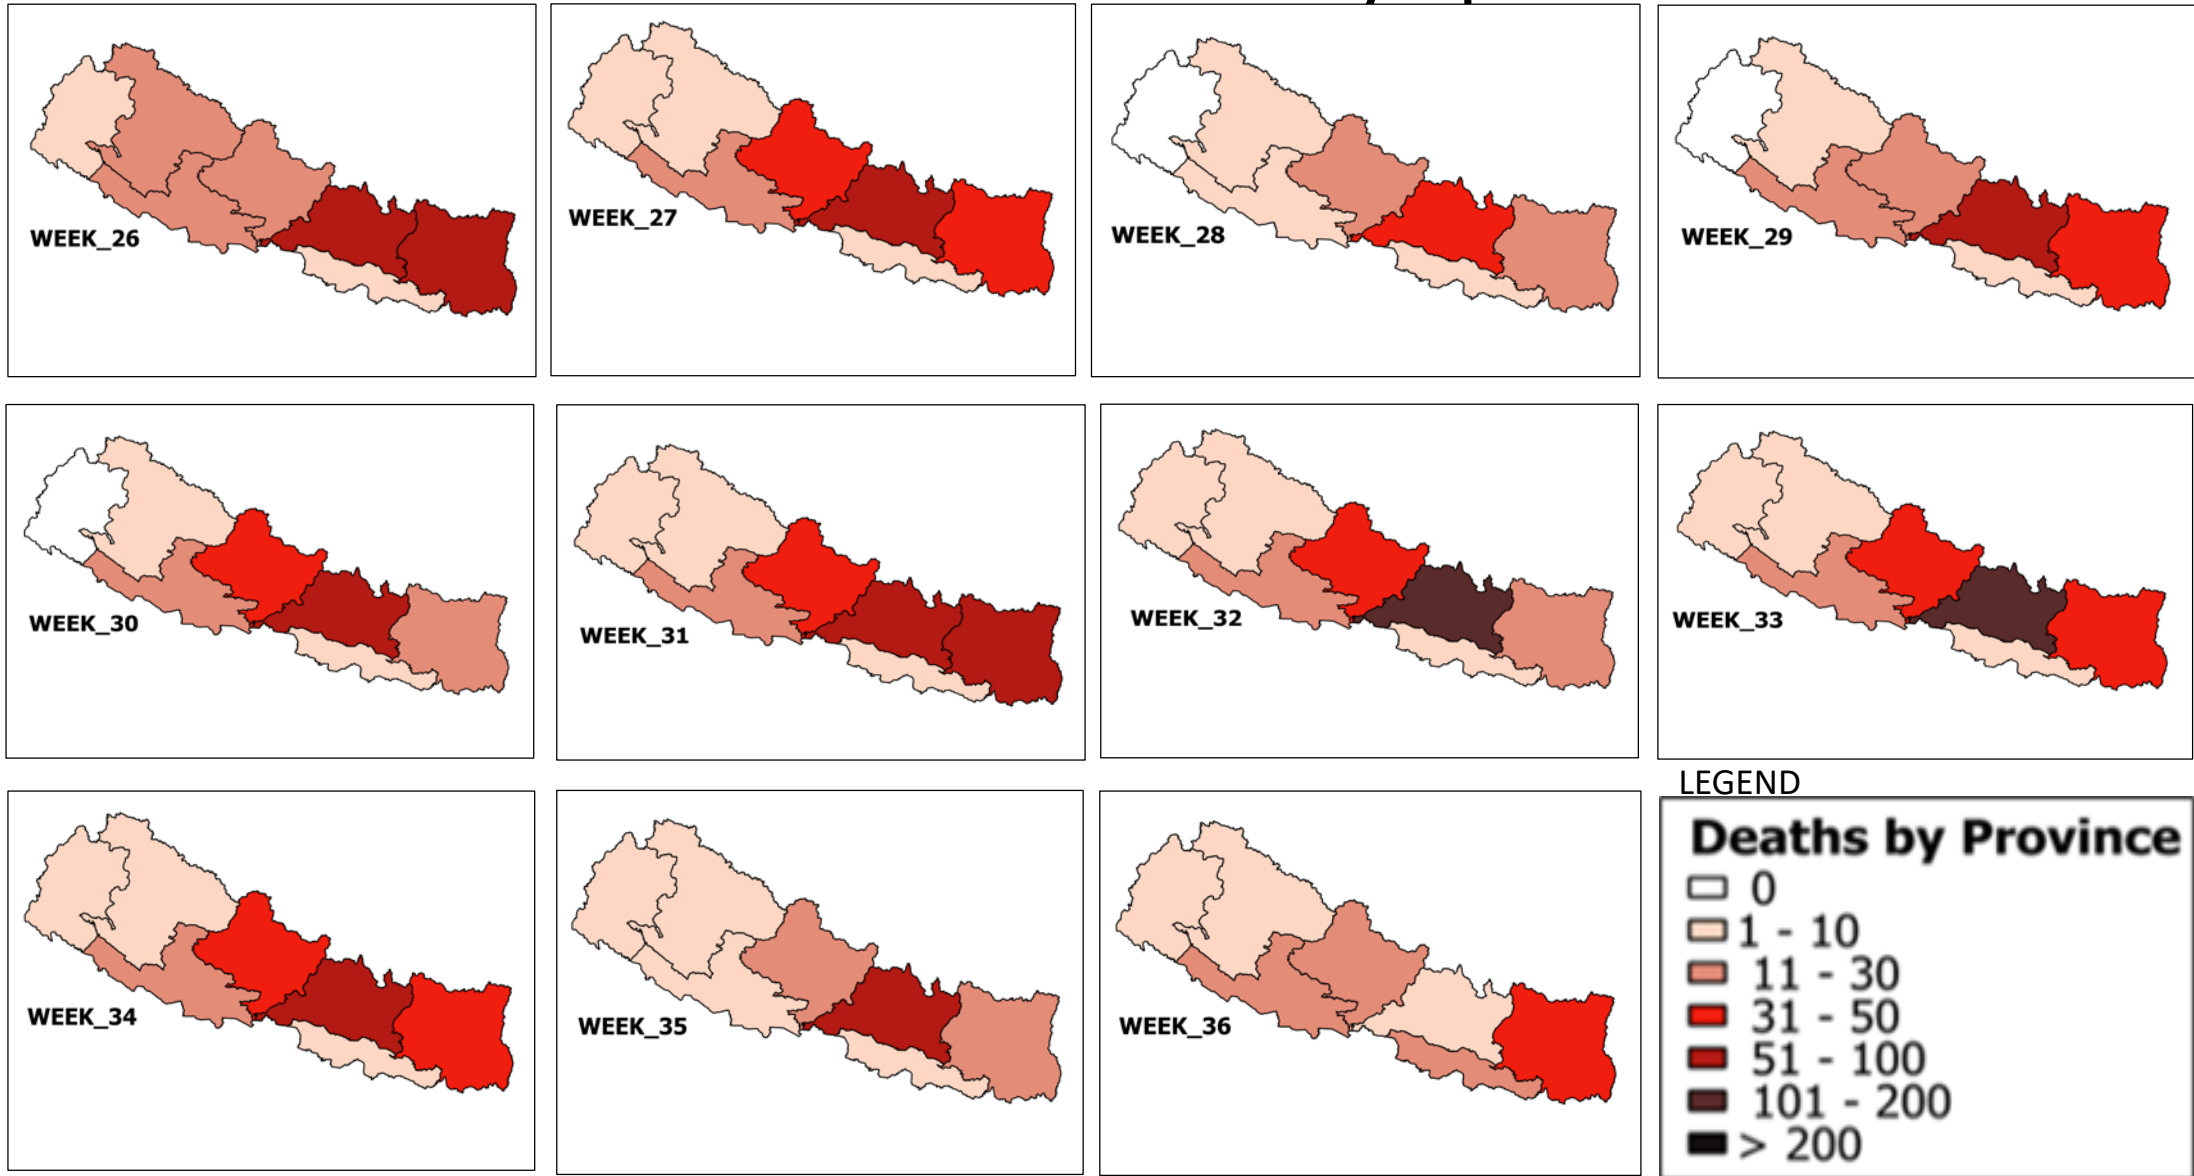 WEEK_26
WEEK_27
WEEK_28
WEEK_29
WEEK_30
WEEK_31
WEEK_32
WEEK_33
WEEK_34
WEEK_35
WEEK_36
LEGEND
Deaths by Province
0
1 - 10
11 - 30
31 - 50
51 - 100
101 - 200
> 200